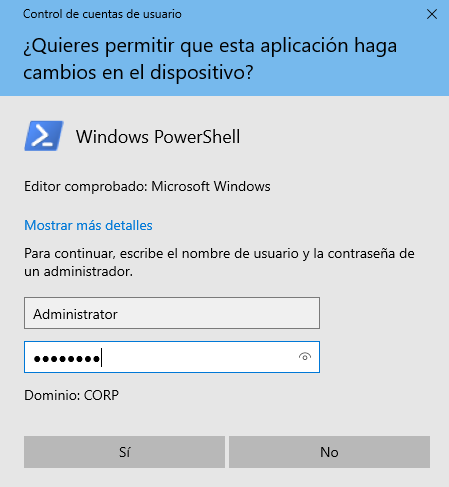 Control de cuentas de usuario
¿Quieres permitir que esta aplicación haga
cambios en el dispositivo?
Windows PowerShell
Editor comprobado: Microsoft Windows
Mostrar más detalles
Para continuar, escribe el nombre de usuario y la contraseña de
un administrador.
Administrator
●●●●●●●●
Dominio: CORP
Sí
No